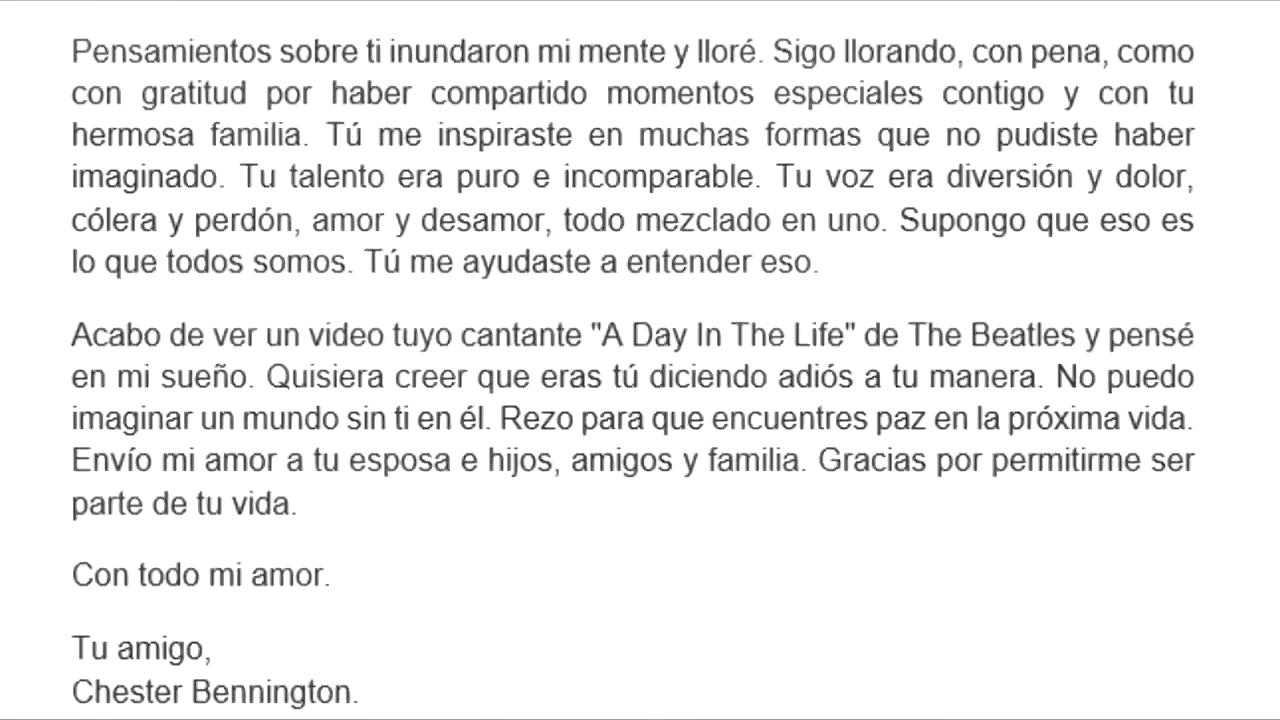 Pensamientos sobre ti inundaron mi mente y lloré. Sigo llorando, con pena, como
con gratitud por haber compartido momentos especiales contigo y con tu
hermosa familia. Tú me inspiraste en muchas formas que no pudiste haber
imaginado. Tu talento era puro e incomparable. Tu voz era diversión y dolor,
cólera y perdón, amor y desamor, todo mezclado en uno. Supongo que eso es
lo que todos somos. Tú me ayudaste a entender eso.
Acabo de ver un video tuyo cantante "A Day In The Life" de The Beatles y pensé
en mi sueño. Quisiera creer que eras tú diciendo adiós a tu manera. No puedo
imaginar un mundo sin ti en él. Rezo para que encuentres paz en la próxima vida.
Envío mi amor a tu esposa e hijos, amigos y familia. Gracias por permitirme ser
parte de tu vida.
Con todo mi amor.
Tu amigo,
Chester Bennington.